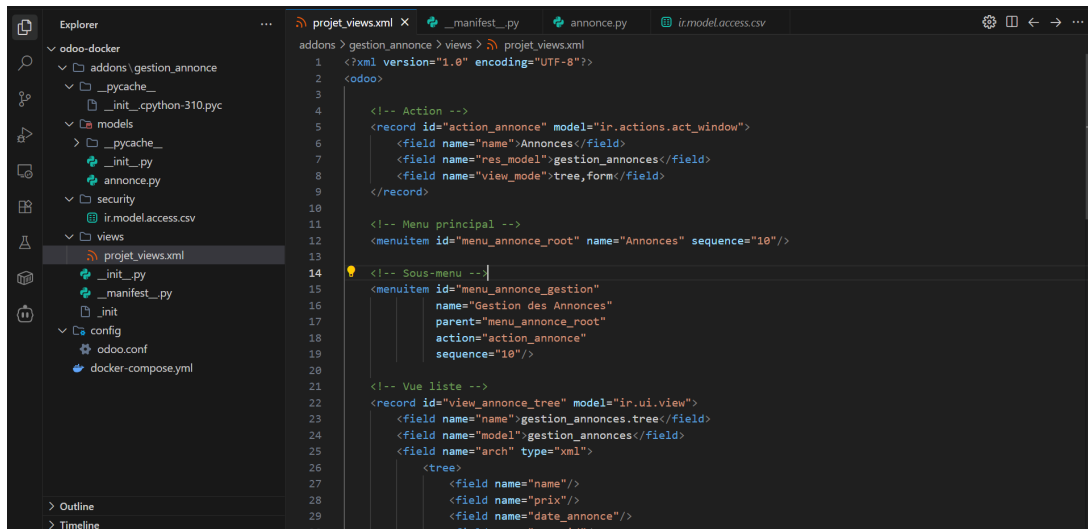 Explorer
odoo-docker
addons\gestion_annonce
__pycache__
__init__.cpython-310.pyc
models
__pycache__
__init__.py
annonce.py
security
ir.model.access.csv
views
projet_views.xml
__init__.py
__manifest__.py
_init
config
odoo.conf
docker-compose.yml
Outline
Timeline
projet_views.xml
__manifest__.py
annonce.py
ir.model.access.csv
addons > gestion_annonce > views > projet_views.xml
1 <?xml version="1.0" encoding="UTF-8"?>
2 <odoo>
3
4 <!-- Action -->
5 <record id="action_annonce" model="ir.actions.act_window">
6 <field name="name">Annonces</field>
7 <field name="res_model">gestion_annonces</field>
8 <field name="view_mode">tree,form</field>
9 </record>
10
11 <!-- Menu principal -->
12 <menuitem id="menu_annonce_root" name="Annonces" sequence="10"/>
13
14 <!-- Sous-menu -->
15 <menuitem id="menu_annonce_gestion"
16 name="Gestion des Annonces"
17 parent="menu_annonce_root"
18 action="action_annonce"
19 sequence="10"/>
20
21 <!-- Vue liste -->
22 <record id="view_annonce_tree" model="ir.ui.view">
23 <field name="name">gestion_annonces.tree</field>
24 <field name="model">gestion_annonces</field>
25 <field name="arch" type="xml">
26 <tree>
27 <field name="name"/>
28 <field name="prix"/>
29 <field name="date_annonce"/>